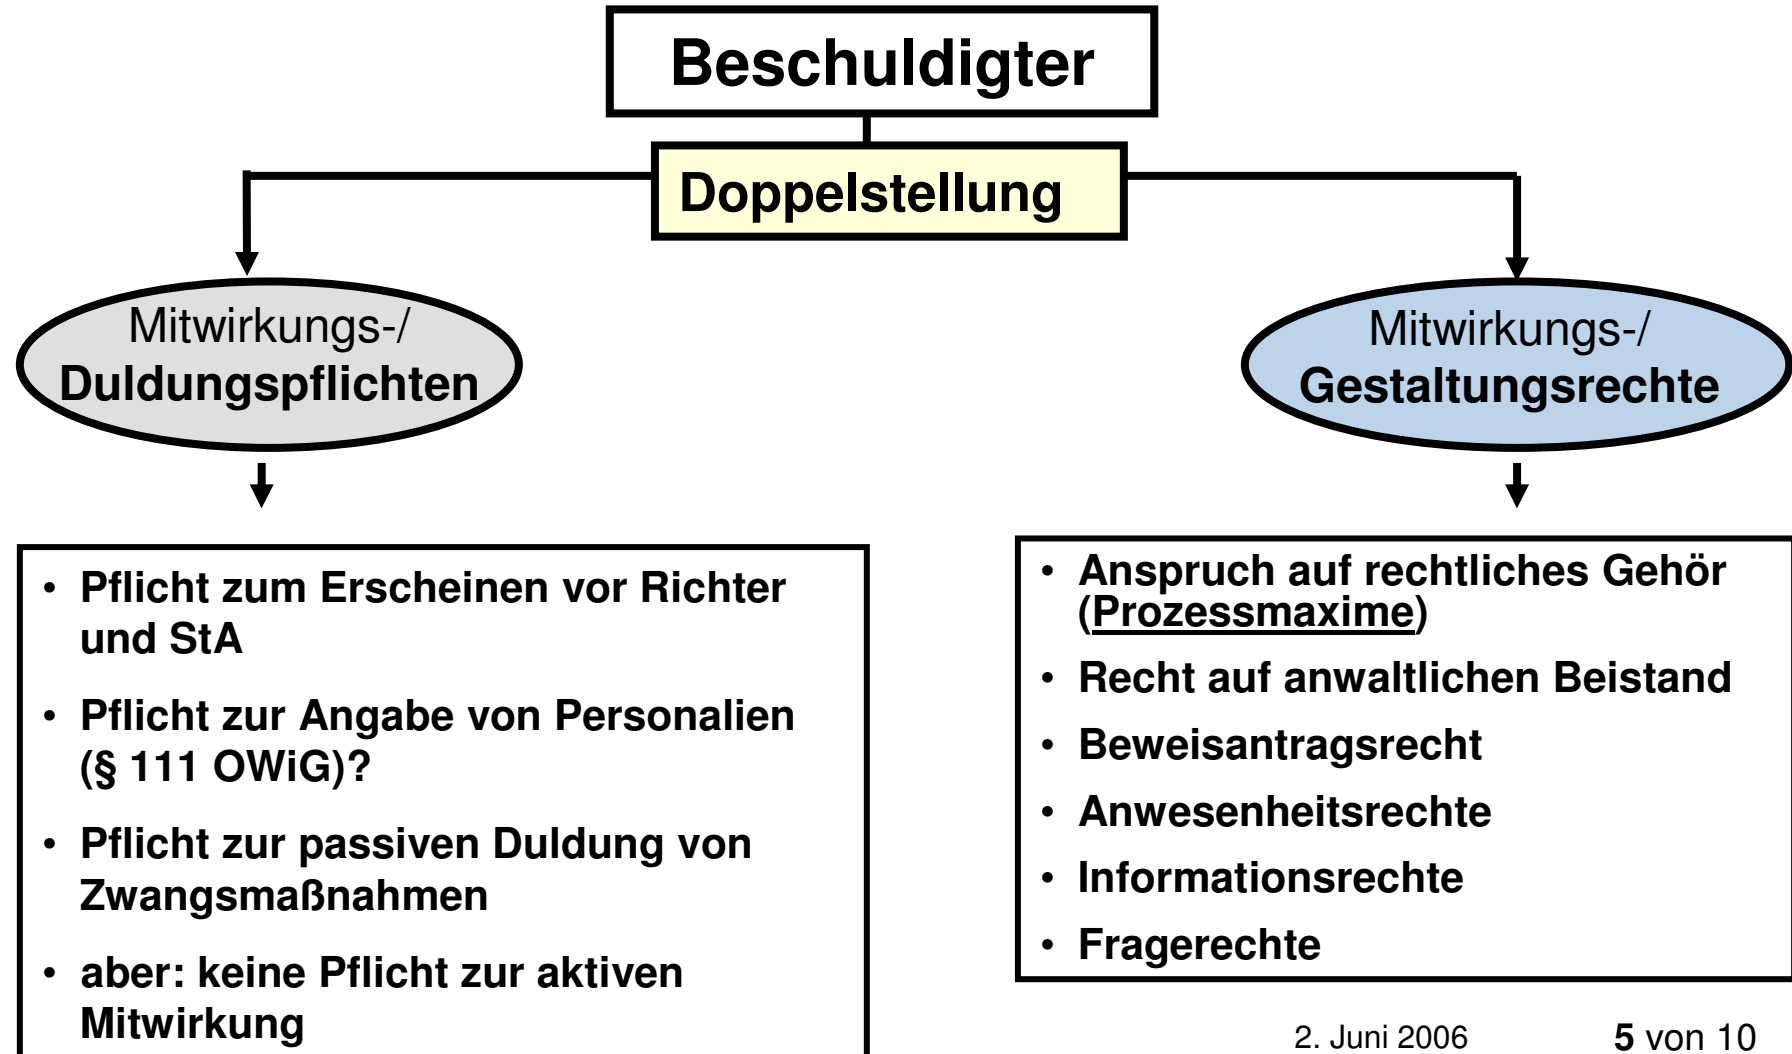 Beschuldigter
Doppelstellung
Mitwirkungs-/
Duldungspflichten
• Pflicht zum Erscheinen vor Richter
und StA
• Pflicht zur Angabe von Personalien
(§ 111 OWiG)?
• Pflicht zur passiven Duldung von
Zwangsmaßnahmen
• aber: keine Pflicht zur aktiven
Mitwirkung
Mitwirkungs-/
Gestaltungsrechte
• Anspruch auf rechtliches Gehör
(Prozessmaxime)
• Recht auf anwaltlichen Beistand
• Beweisantragsrecht
• Anwesenheitsrechte
• Informationsrechte
• Fragerechte
2. Juni 2006
5 von 10